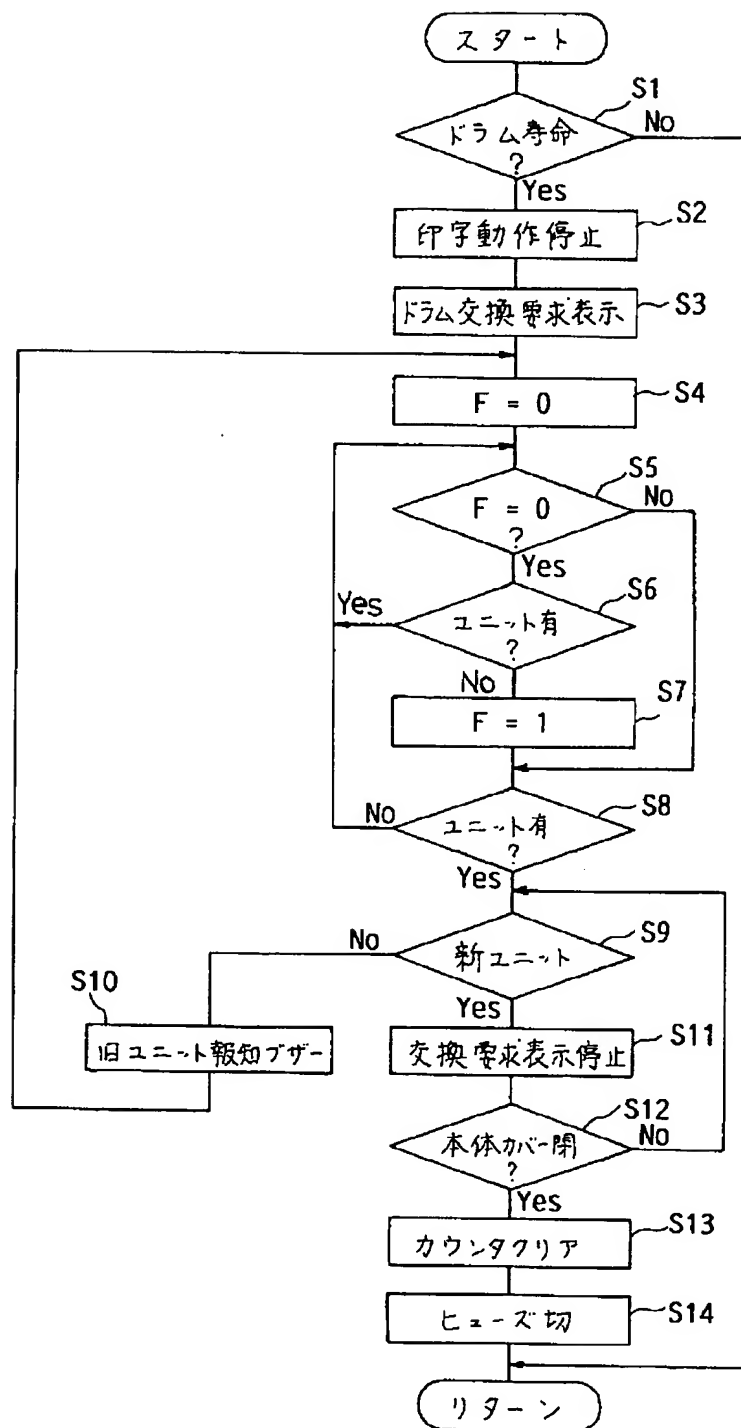 スタート
S1
ドラム寿命
?
No
Yes
S2
印字動作停止
S3
ドラム交換要求表示
S4
F = 0
S5
F = 0
?
No
Yes
S6
ユニット有
?
Yes
No
S7
F = 1
S8
ユニット有
?
No
Yes
S9
新ユニット
No
Yes
S10
旧ユニット報知ブザー
S11
交換要求表示停止
S12
本体カバー閉
?
No
Yes
S13
カウンタクリア
S14
ヒューズ切
リターン